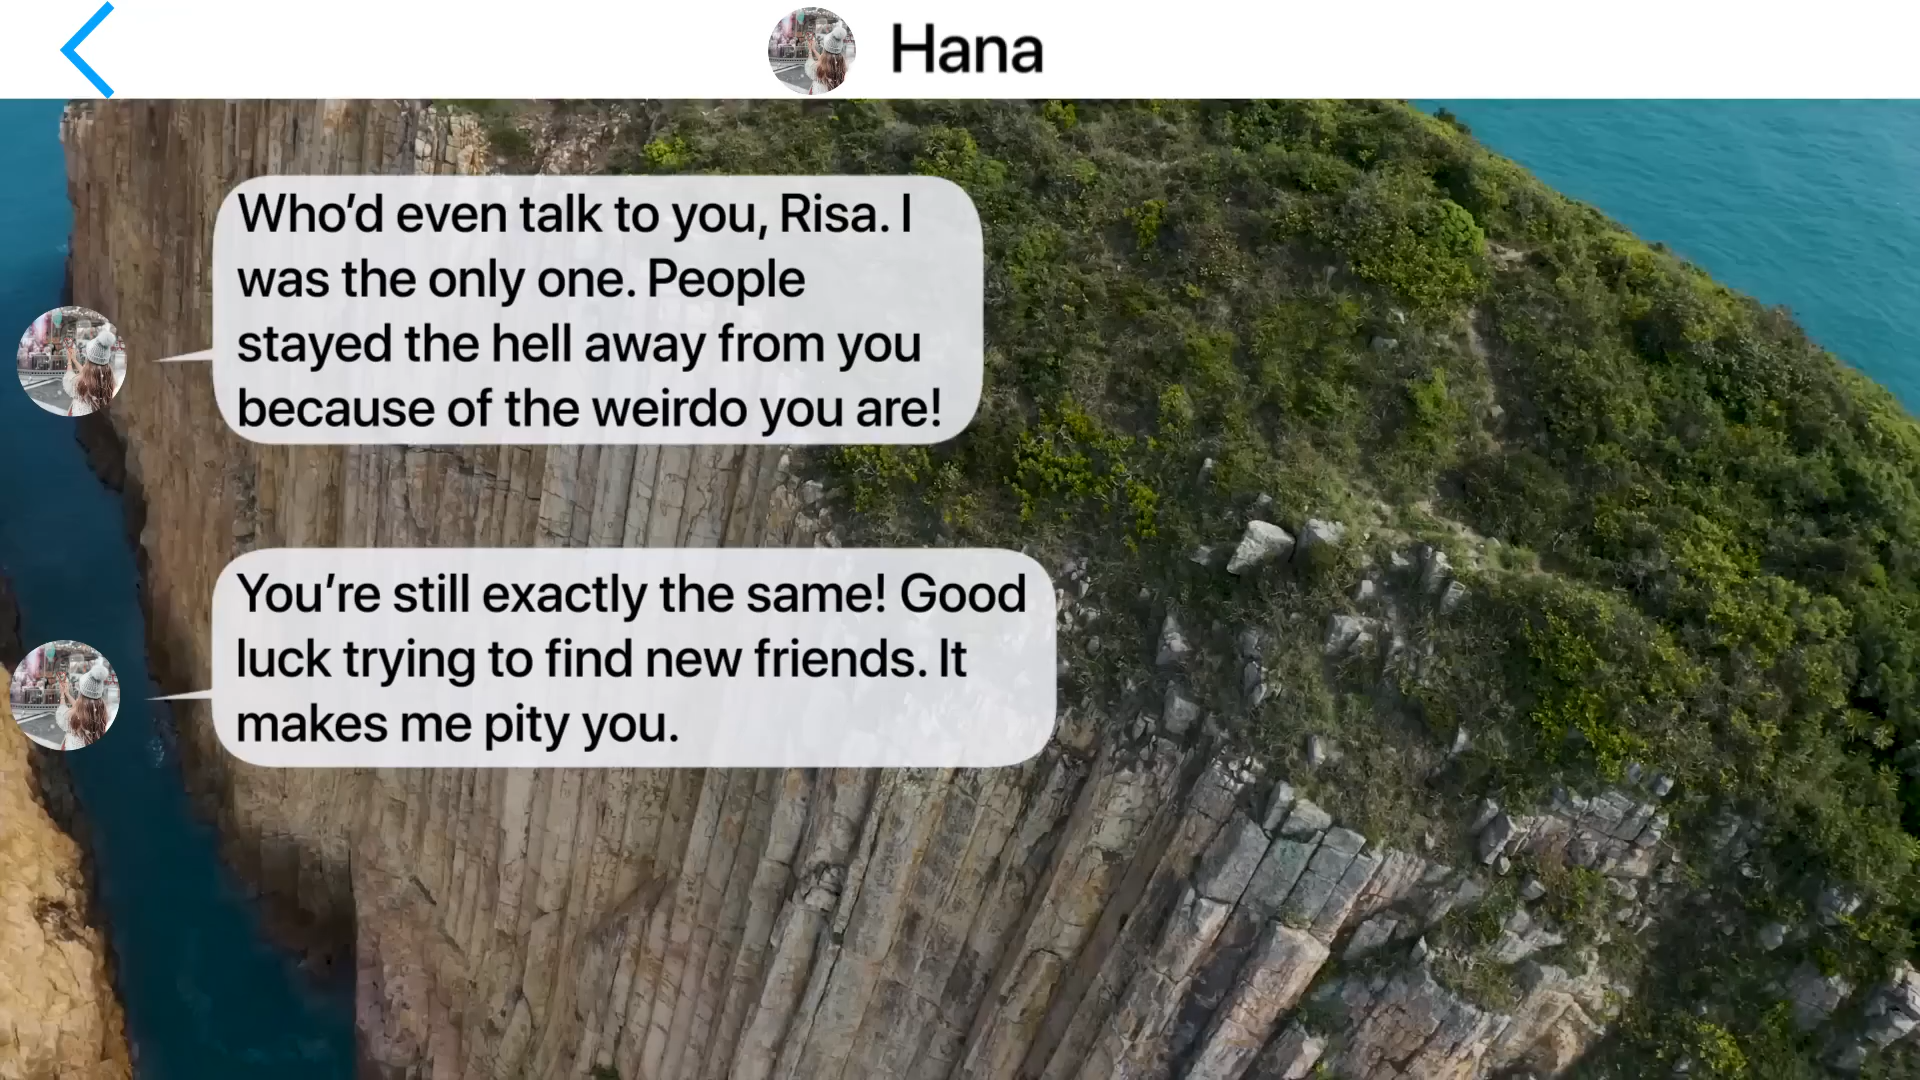 Hana
Who’d even talk to you, Risa. I
was the only one. People
stayed the hell away from you
because of the weirdo you are!
You’re still exactly the same! Good
luck trying to find new friends. It
makes me pity you.